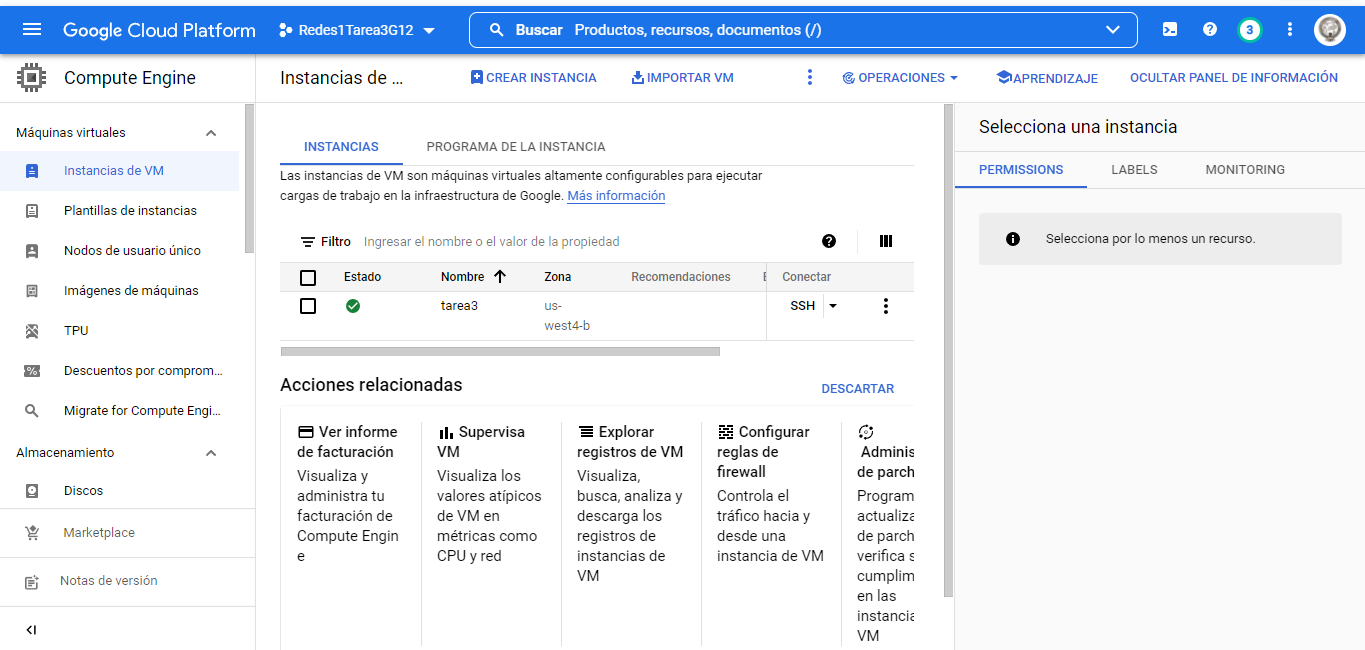 Google Cloud Platform
Redes1Tarea3G12
Buscar Productos, recursos, documentos (/)
3
Compute Engine
Instancias de ...
CREAR INSTANCIA
IMPORTAR VM
OPERACIONES
APRENDIZAJE
OCULTAR PANEL DE INFORMACIÓN
Máquinas virtuales
Instancias de VM
Plantillas de instancias
Nodos de usuario único
Imágenes de máquinas
TPU
Descuentos por comprom...
Migrate for Compute Engi...
Almacenamiento
Discos
Marketplace
Notas de versión
INSTANCIAS
PROGRAMA DE LA INSTANCIA
Las instancias de VM son máquinas virtuales altamente configurables para ejecutar
cargas de trabajo en la infraestructura de Google. Más información
Filtro Ingresar el nombre o el valor de la propiedad
Estado Nombre Zona Recomendaciones Conectar
tarea3 us-
west4-b
SSH
Acciones relacionadas
DESCARTAR
Ver informe
de facturación
Visualiza y
administra tu
facturación de
Compute Engin
e
Supervisa
VM
Visualiza los
valores atípicos
de VM en
métricas como
CPU y red
Explorar
registros de VM
Visualiza,
busca, analiza y
descarga los
registros de
instancias de
VM
Configurar
reglas de
firewall
Controla el
tráfico hacia y
desde una
instancia de VM
Adminis
de parch
Program
actualiza
de parch
verifica s
cumplim
en las
instancia
VM
Selecciona una instancia
PERMISSIONS
LABELS
MONITORING
Selecciona por lo menos un recurso.